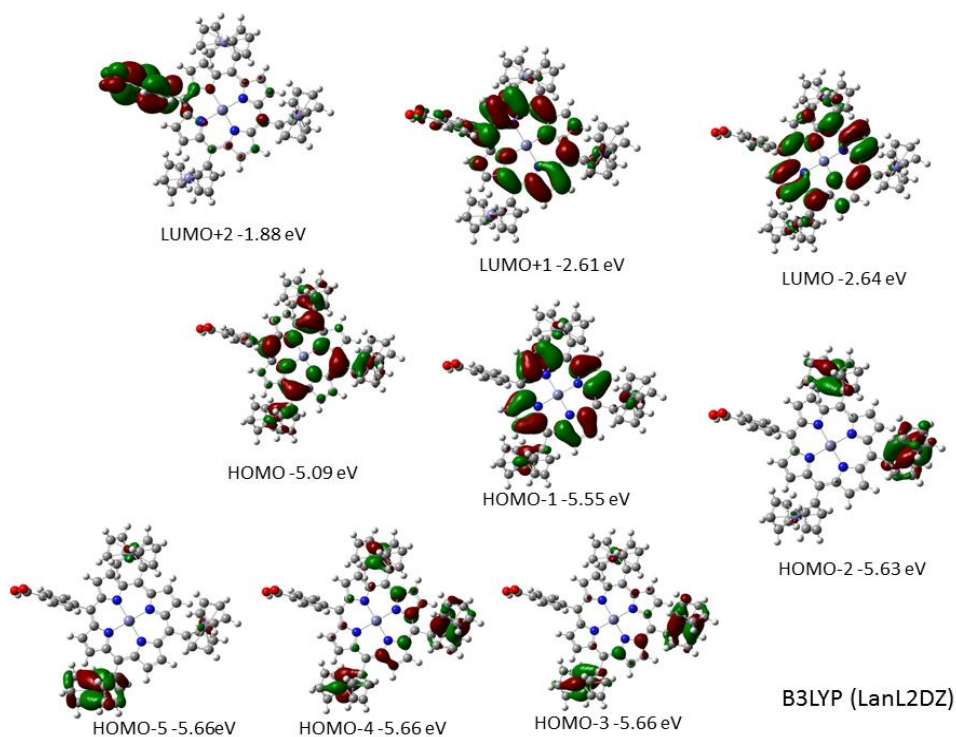 LUMO+2 -1.88 eV
LUMO+1 -2.61 eV
LUMO -2.64 eV
HOMO -5.09 eV
HOMO-1 -5.55 eV
HOMO-2 -5.63 eV
HOMO-5 -5.66eV
HOMO-4 -5.66 eV
HOMO-3 -5.66 eV
B3LYP (LanL2DZ)